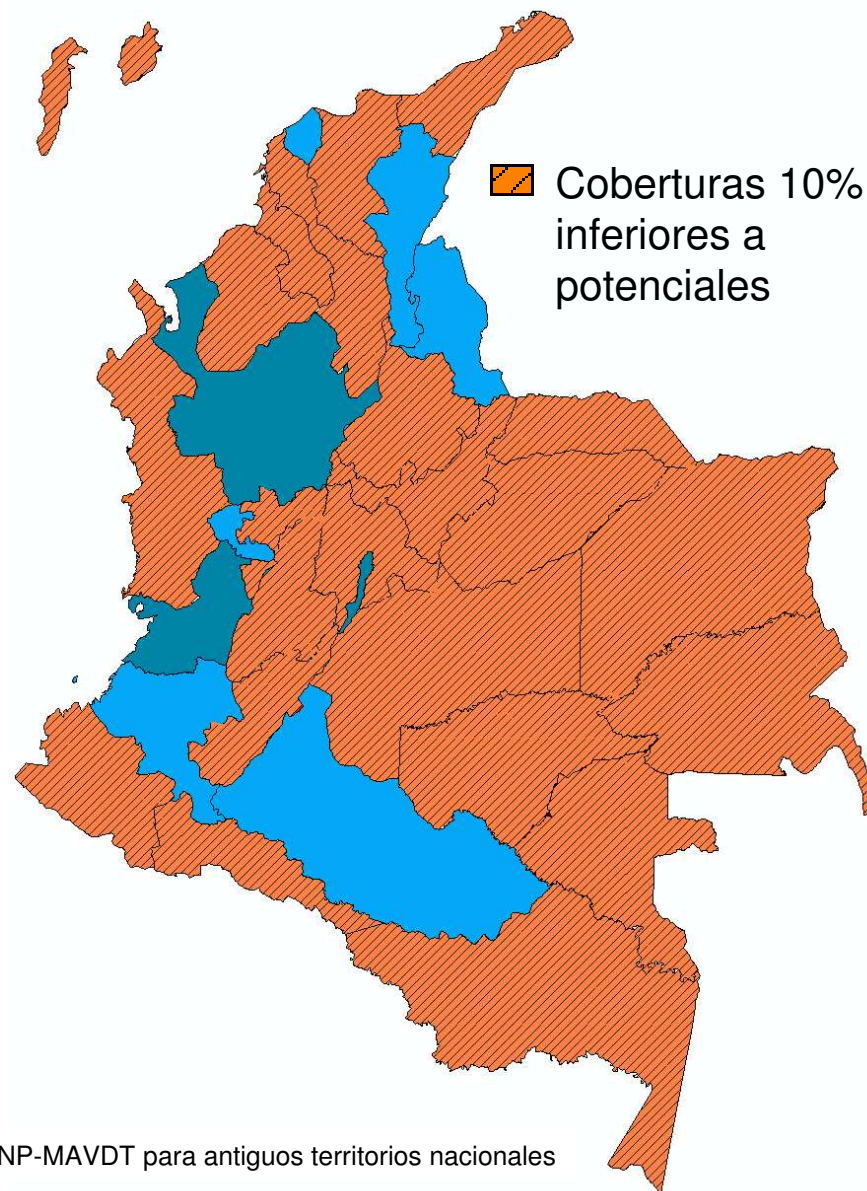 Coberturas 10%
inferiores a
potenciales
NP-MAVDT para antiguos territorios nacionales